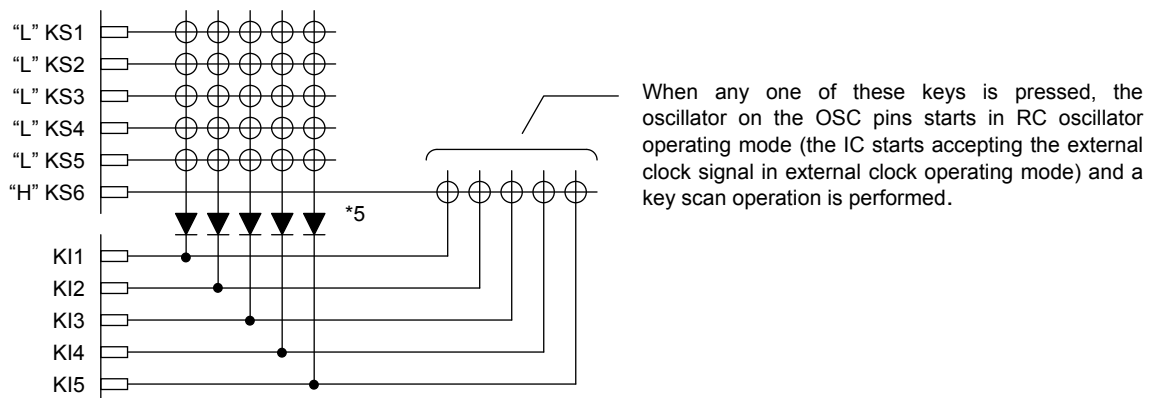 “L” KS1
“L” KS2
“L” KS3
“L” KS4
“L” KS5
“H” KS6
*5
KI1
KI2
KI3
KI4
KI5
When any one of these keys is pressed, the
oscillator on the OSC pins starts in RC oscillator
operating mode (the IC starts accepting the external
clock signal in external clock operating mode) and a
key scan operation is performed.